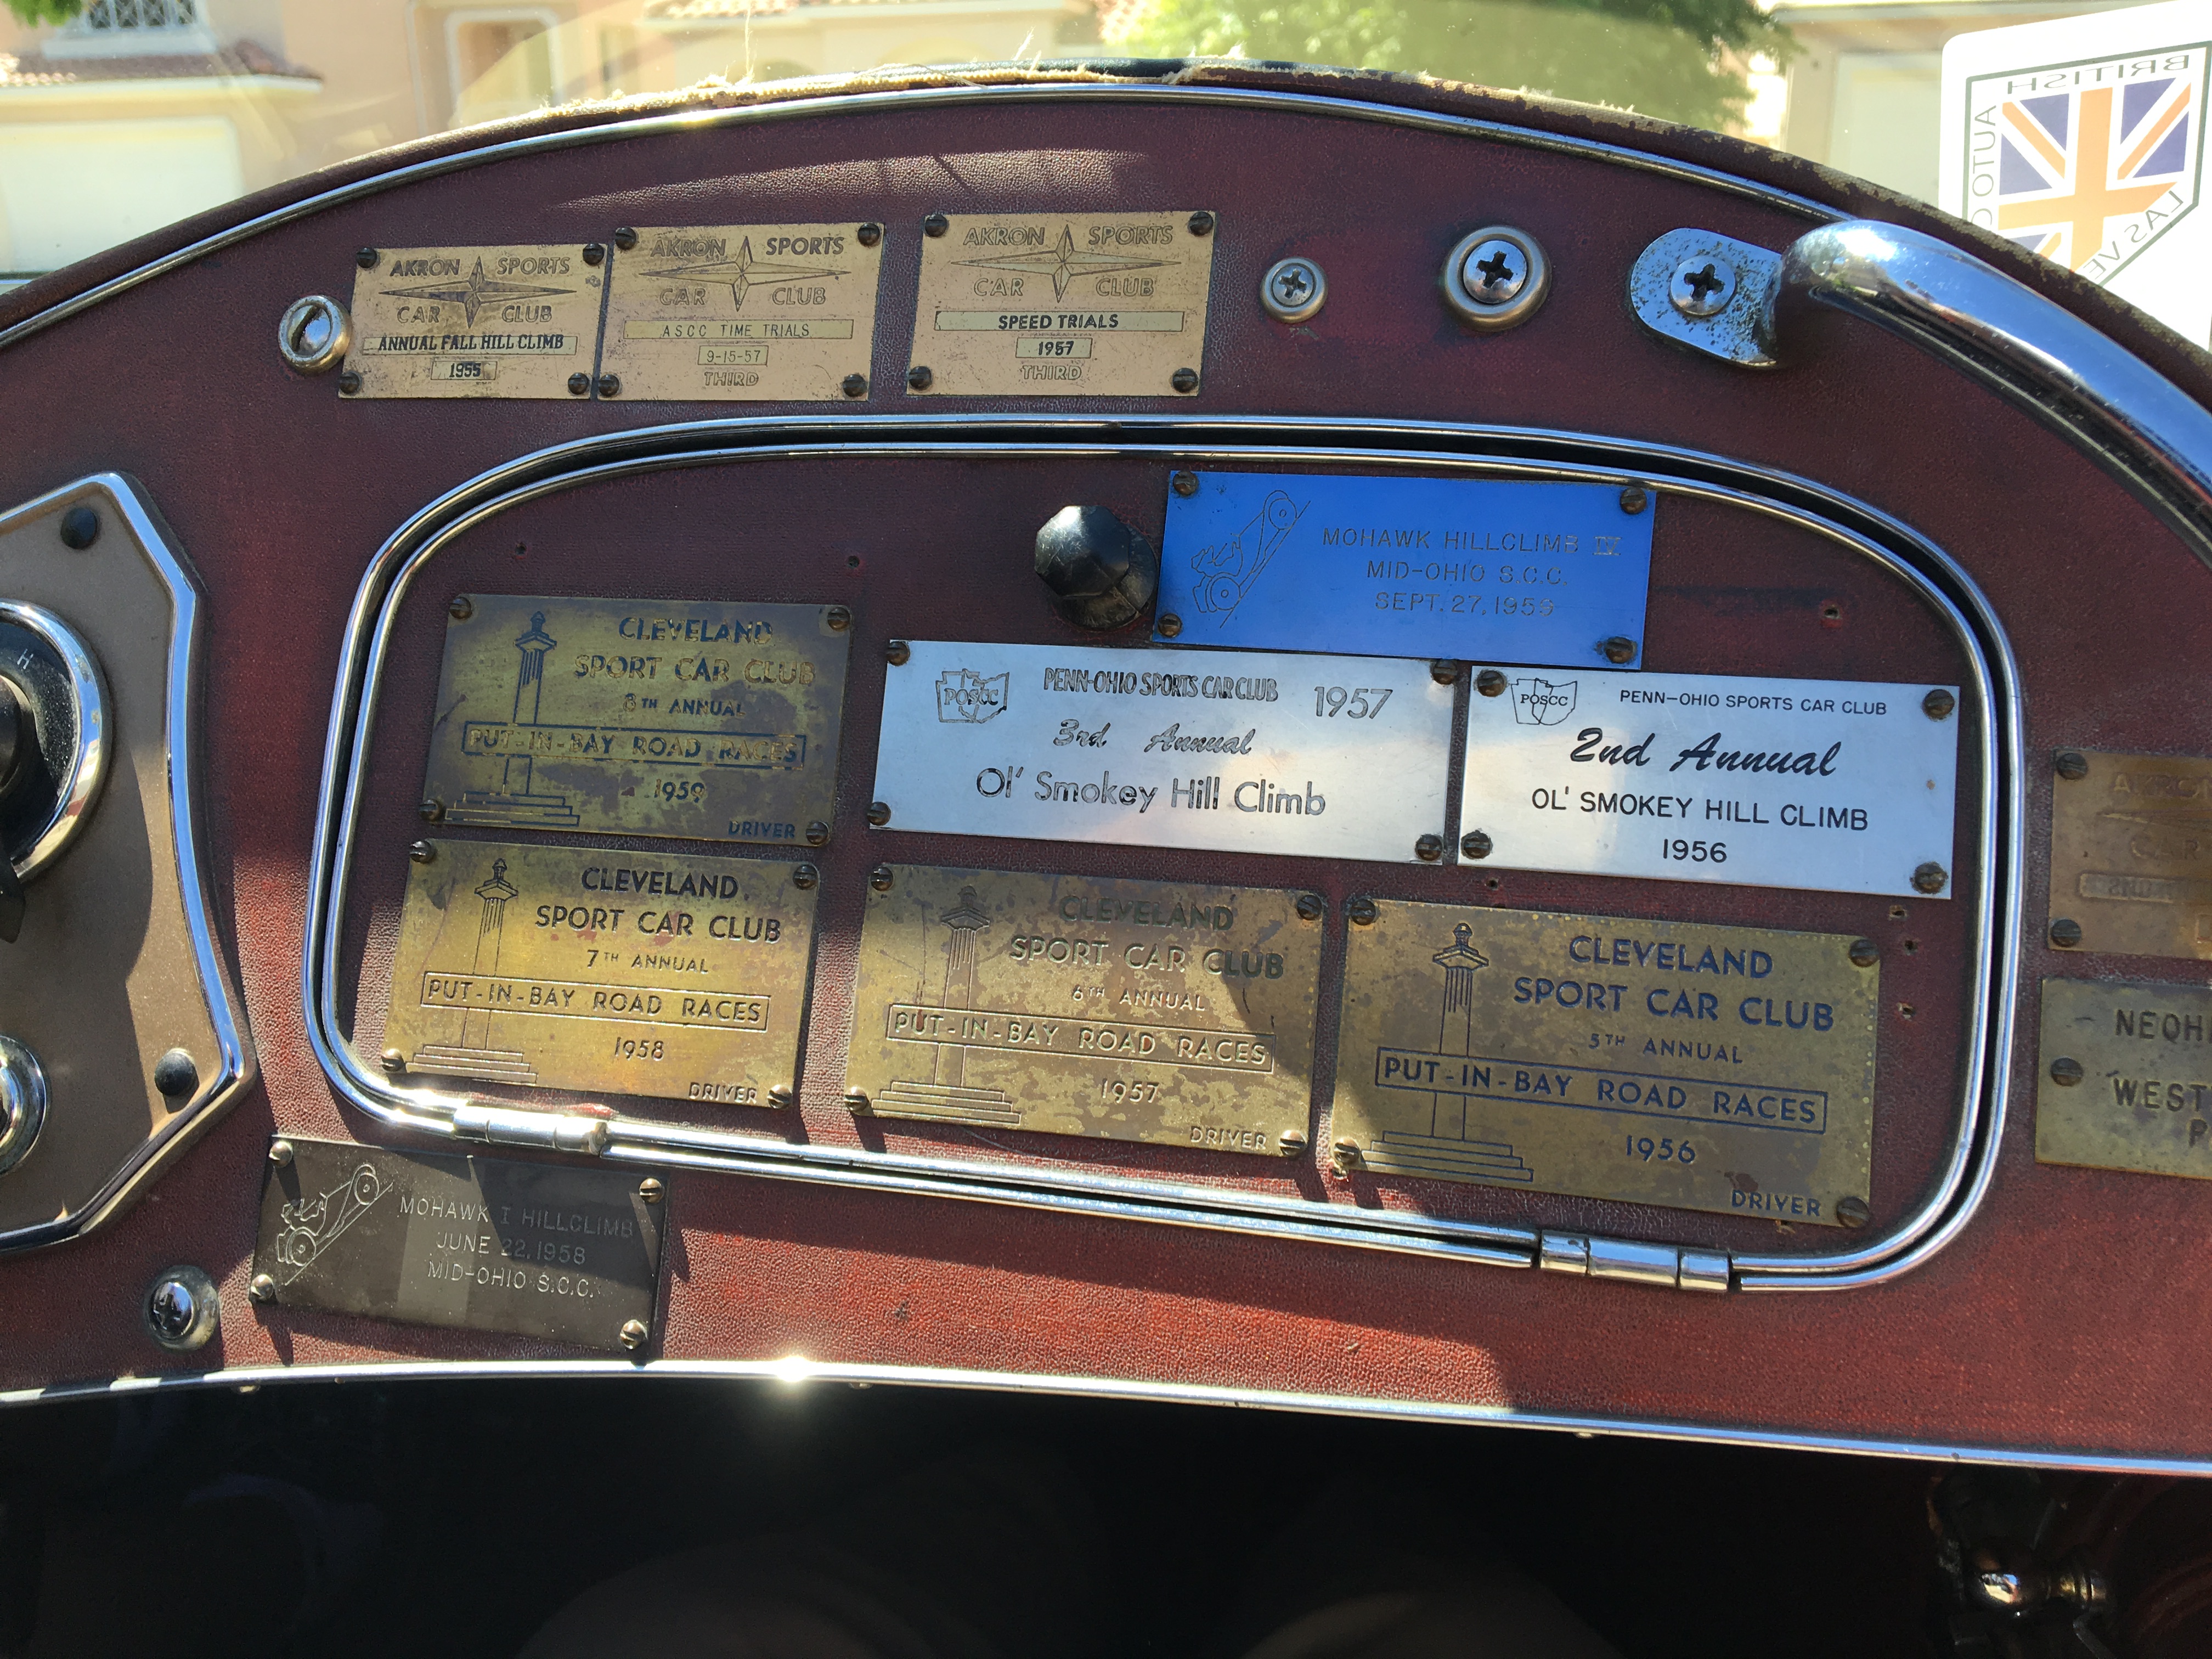 AKRON SPORTS
CAR CLUB
ANNUAL FALL HILL CLIMB
1955
AKRON SPORTS
CAR CLUB
ASCC TIME TRIALS
9-15-57
THIRD
AKRON SPORTS
CAR CLUB
SPEED TRIALS
1957
THIRD
BRITISH
AUTO
LAS VE
H
MOHAWK HILLCLIMB IV
MID-OHIO S.C.C.
SEPT. 27, 1959
CLEVELAND
SPORT CAR CLUB
8TH ANNUAL
PUT-IN-BAY ROAD RACES
1959
DRIVER
POSCC
PENN-OHIO SPORTS CAR CLUB 1957
3rd Annual
Ol' Smokey Hill Climb
POSCC
PENN-OHIO SPORTS CAR CLUB
2nd Annual
OL' SMOKEY HILL CLIMB
1956
CLEVELAND
SPORT CAR CLUB
7TH ANNUAL
PUT-IN-BAY ROAD RACES
1958
DRIVER
CLEVELAND
SPORT CAR CLUB
6TH ANNUAL
PUT-IN-BAY ROAD RACES
1957
DRIVER
CLEVELAND
SPORT CAR CLUB
5TH ANNUAL
PUT-IN-BAY ROAD RACES
1956
DRIVER
2ND
NEOH
WEST
MOHAWK I HILLCLIMB
JUNE 22, 1958
MID-OHIO S.C.C.